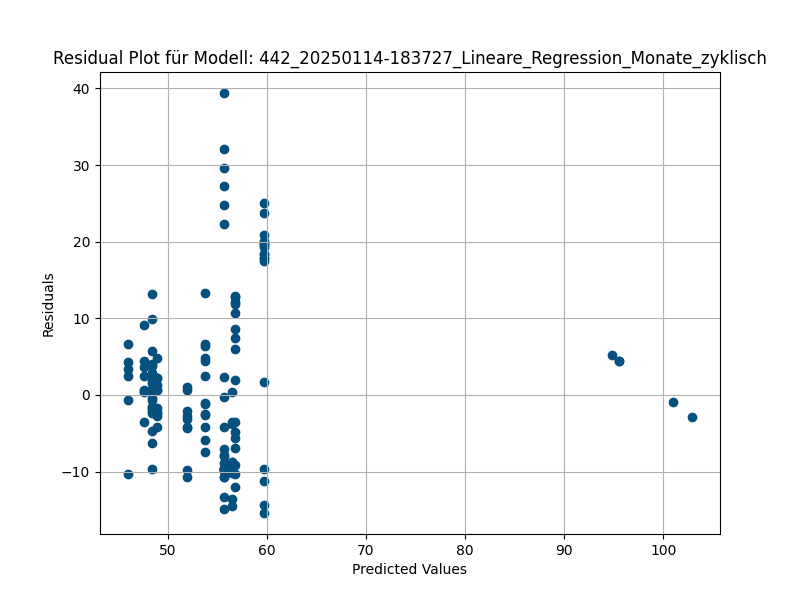 Residual Plot für Modell: 442_20250114-183727_Lineare_Regression_Monate_zyklisch
40
30
20
10
0
−10
Residuals
50 60 70 80 90 100
Predicted Values